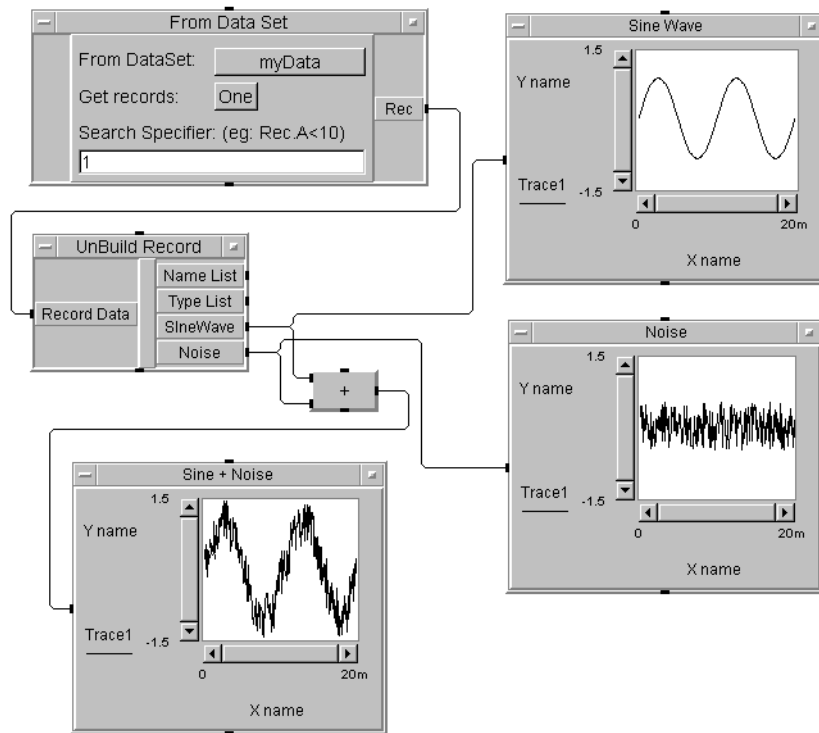 From Data Set
From DataSet: myData
Get records: One
Search Specifier: (eg: Rec.A<10)
1
Rec
UnBuild Record
Record Data
Name List
Type List
SIneWave
Noise
+
Sine Wave
1.5
Y name
Trace1
-1.5
0 20m
X name
Noise
1.5
Y name
Trace1
-1.5
0 20m
X name
Sine + Noise
1.5
Y name
Trace1
-1.5
0 20m
X name